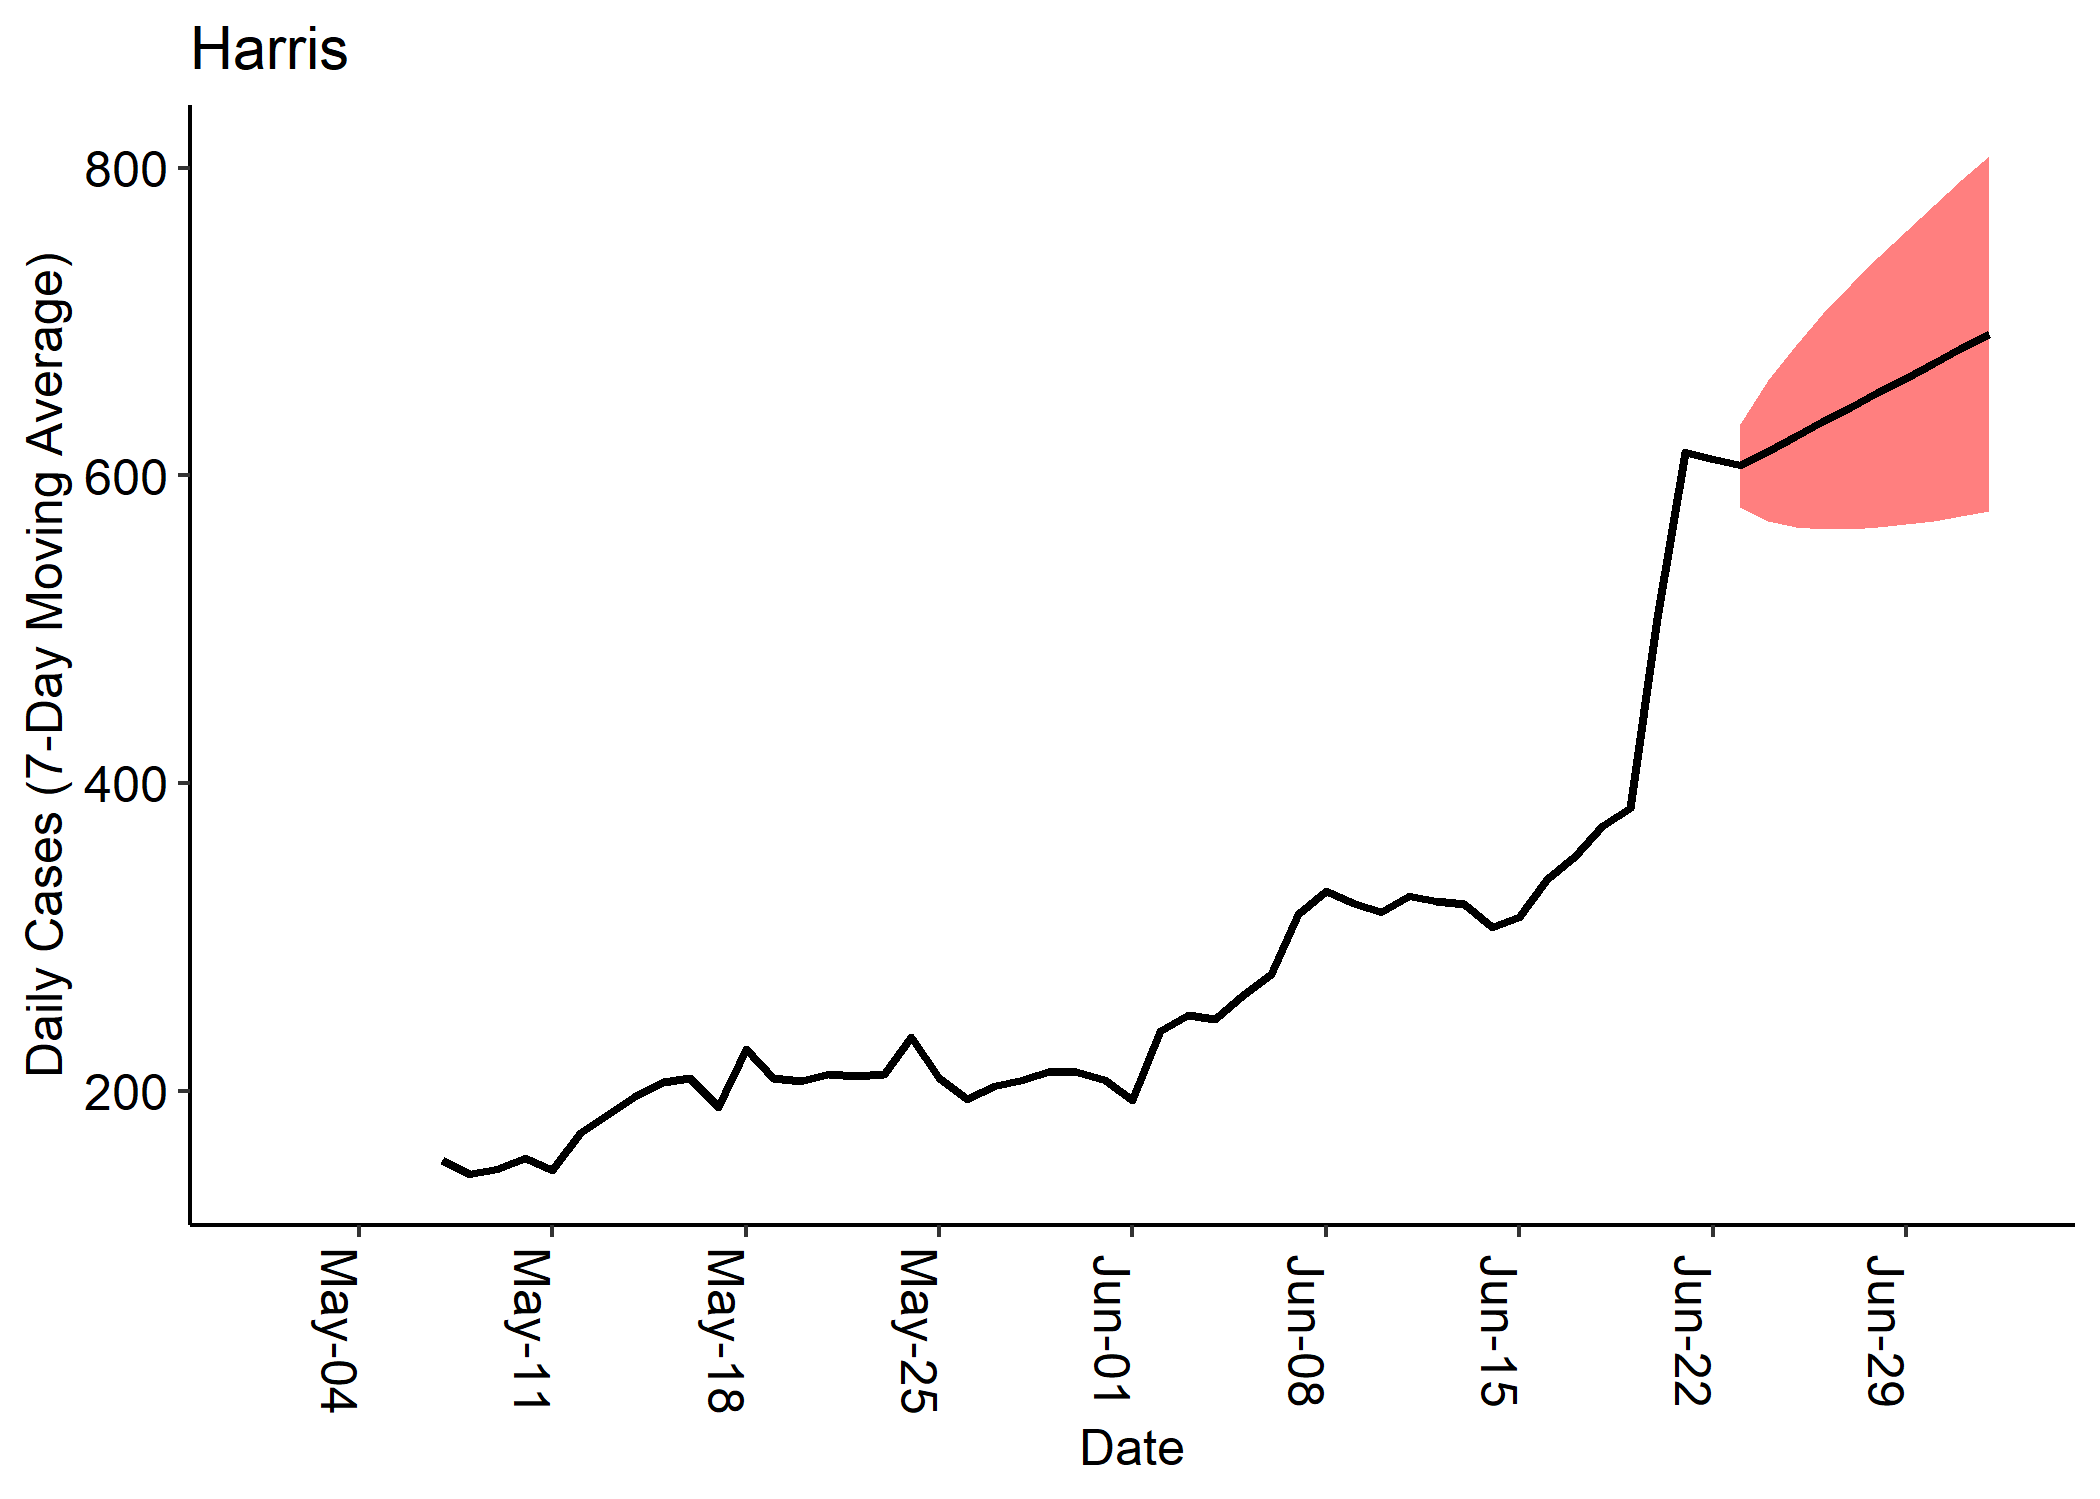 Harris
Daily Cases (7-Day Moving Average)
800
600
400
200
May-04
May-11
May-18
May-25
Jun-01
Jun-08
Jun-15
Jun-22
Jun-29
Date